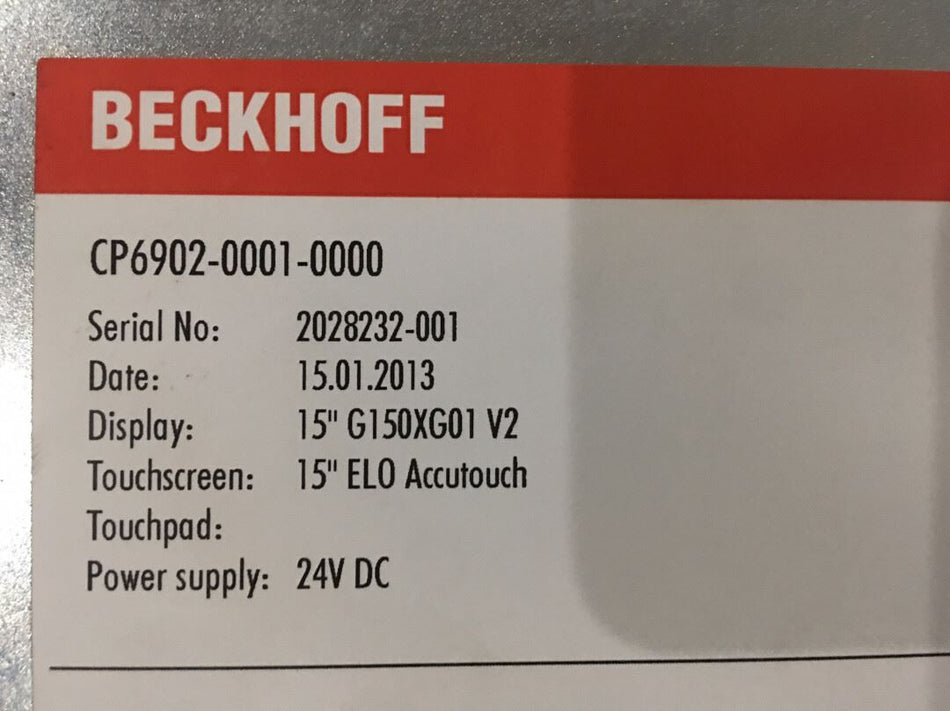 BECKHOFF
CP6902-0001-0000
Serial No: 2028232-001
Date: 15.01.2013
Display: 15" G150XG01 V2
Touchscreen: 15" ELO Accutouch
Touchpad:
Power supply: 24V DC